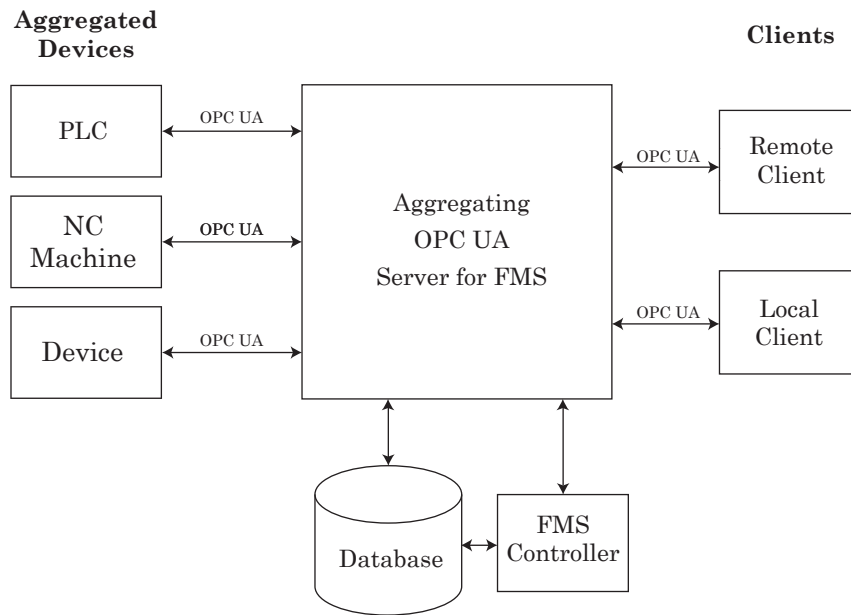 Aggregated
Devices
Clients
PLC
OPC UA
NC
Machine
OPC UA
Device
OPC UA
Aggregating
OPC UA
Server for FMS
OPC UA
Remote
Client
OPC UA
Local
Client
Database
FMS
Controller